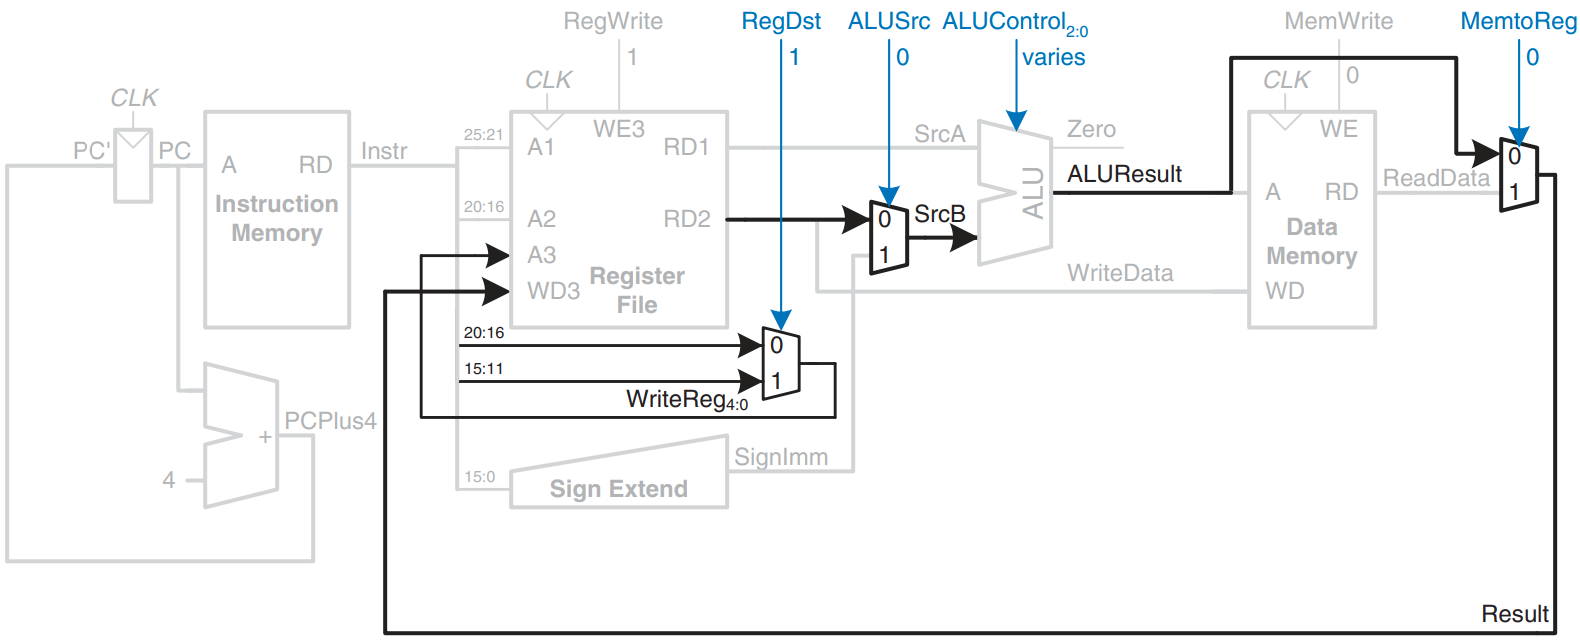 RegWrite
1
RegDst
1
ALUSrc
0
ALUControl2:0
varies
MemWrite
0
MemtoReg
0
CLK
PC'
PC
A
RD
Instruction
Memory
Instr
25:21
20:16
CLK
WE3
A1
RD1
A2
RD2
A3
WD3
Register
File
20:16
15:11
0
1
WriteReg4:0
15:0
Sign Extend
SignImm
0
1
SrcA
SrcB
ALU
Zero
ALUResult
WriteData
CLK
WE
A
RD
Data
Memory
WD
ReadData
0
1
+
4
PCPlus4
Result